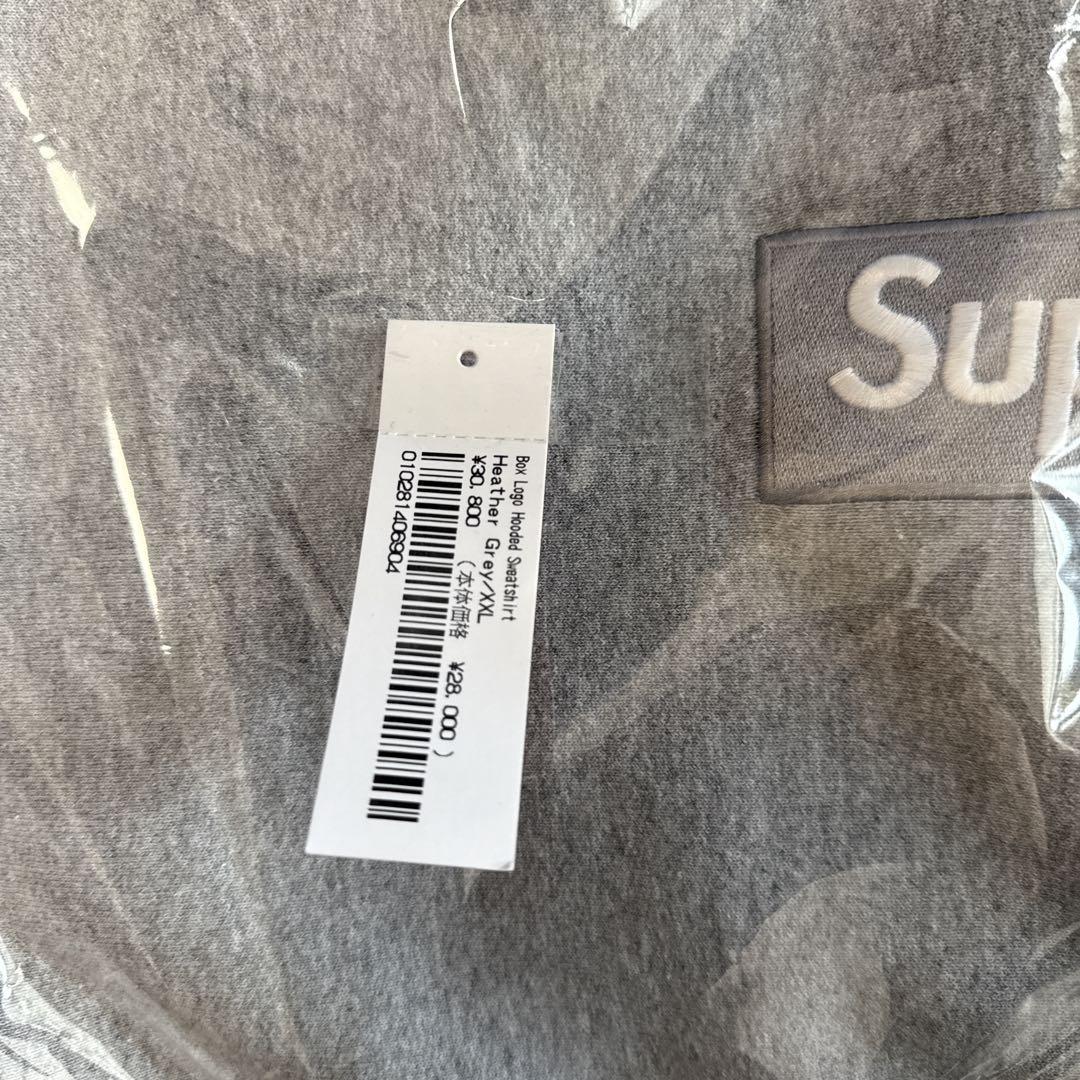 Box Logo Hooded Sweatshirt
Heather Grey/XXL
¥30,800 (本体価格 ¥28,000)
010281406904
Sup